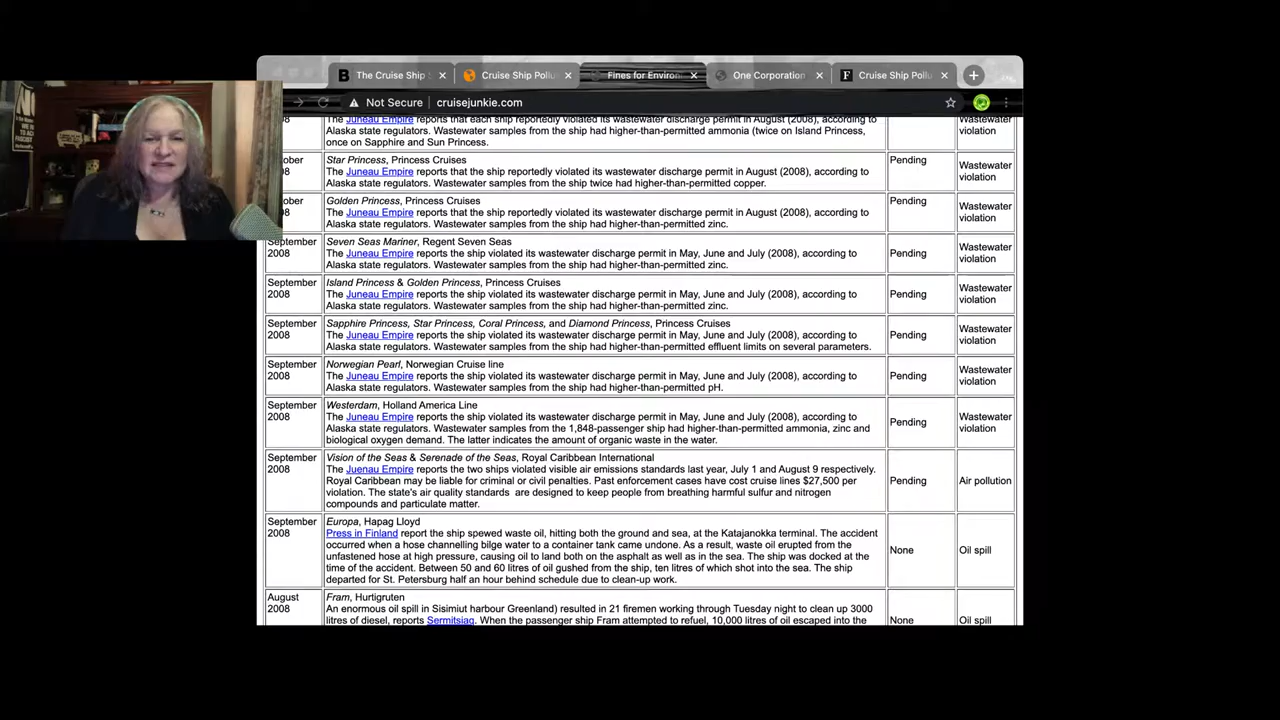 The Cruise Ship
Cruise Ship Pollu
Fines for Environ
One Corporation
Cruise Ship Pollu
Not Secure
cruisejunkie.com
8
The Juneau Empire reports that each ship reportedly violated its wastewater discharge permit in August (2008), according to
Alaska state regulators. Wastewater samples from the ship had higher-than-permitted ammonia (twice on Island Princess,
once on Sapphire and Sun Princess.
Wastewater
violation
tober
08
Star Princess, Princess Cruises
The Juneau Empire reports that the ship reportedly violated its wastewater discharge permit in August (2008), according to
Alaska state regulators. Wastewater samples from the ship twice had higher-than-permitted copper.
Pending
Wastewater
violation
tober
08
Golden Princess, Princess Cruises
The Juneau Empire reports that the ship reportedly violated its wastewater discharge permit in August (2008), according to
Alaska state regulators. Wastewater samples from the ship had higher-than-permitted zinc.
Pending
Wastewater
violation
September
2008
Seven Seas Mariner, Regent Seven Seas
The Juneau Empire reports the ship violated its wastewater discharge permit in May, June and July (2008), according to
Alaska state regulators. Wastewater samples from the ship had higher-than-permitted zinc.
Pending
Wastewater
violation
September
2008
Island Princess & Golden Princess, Princess Cruises
The Juneau Empire reports the ship violated its wastewater discharge permit in May, June and July (2008), according to
Alaska state regulators. Wastewater samples from the ship had higher-than-permitted zinc.
Pending
Wastewater
violation
September
2008
Sapphire Princess, Star Princess, Coral Princess, and Diamond Princess, Princess Cruises
The Juneau Empire reports the ship violated its wastewater discharge permit in May, June and July (2008), according to
Alaska state regulators. Wastewater samples from the ship had higher-than-permitted effluent limits on several parameters.
Pending
Wastewater
violation
September
2008
Norwegian Pearl, Norwegian Cruise line
The Juneau Empire reports the ship violated its wastewater discharge permit in May, June and July (2008), according to
Alaska state regulators. Wastewater samples from the ship had higher-than-permitted pH.
Pending
Wastewater
violation
September
2008
Westerdam, Holland America Line
The Juneau Empire reports the ship violated its wastewater discharge permit in May, June and July (2008), according to
Alaska state regulators. Wastewater samples from the 1,848-passenger ship had higher-than-permitted ammonia, zinc and
biological oxygen demand. The latter indicates the amount of organic waste in the water.
Pending
Wastewater
violation
September
2008
Vision of the Seas & Serenade of the Seas, Royal Caribbean International
The Juenau Empire reports the two ships violated visible air emissions standards last year, July 1 and August 9 respectively.
Royal Caribbean may be liable for criminal or civil penalties. Past enforcement cases have cost cruise lines $27,500 per
violation. The state's air quality standards are designed to keep people from breathing harmful sulfur and nitrogen
compounds and particulate matter.
Pending
Air pollution
September
2008
Europa, Hapag Lloyd
Press in Finland report the ship spewed waste oil, hitting both the ground and sea, at the Katajanokka terminal. The accident
occurred when a hose channelling bilge water to a container tank came undone. As a result, waste oil erupted from the
unfastened hose at high pressure, causing oil to land both on the asphalt as well as in the sea. The ship was docked at the
time of the accident. Between 50 and 60 litres of oil gushed from the ship, ten litres of which shot into the sea. The ship
departed for St. Petersburg half an hour behind schedule due to clean-up work.
None
Oil spill
August
2008
Fram, Hurtigruten
An enormous oil spill in Sisimiut harbour Greenland) resulted in 21 firemen working through Tuesday night to clean up 3000
litres of diesel, reports Sermitsiaq. When the passenger ship Fram attempted to refuel, 10,000 litres of oil escaped into the
None
Oil spill